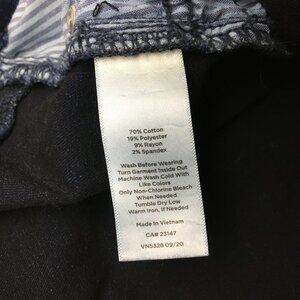 70% Cotton
19% Polyester
9% Rayon
2% Spandex
Wash Before Wearing
Turn Garment Inside Out
Machine Wash Cold With
Like Colors
Only Non-Chlorine Bleach
When Needed
Tumble Dry Low
Warm Iron, if Needed
Made in Vietnam
CA# 23147
VN5328 09/20